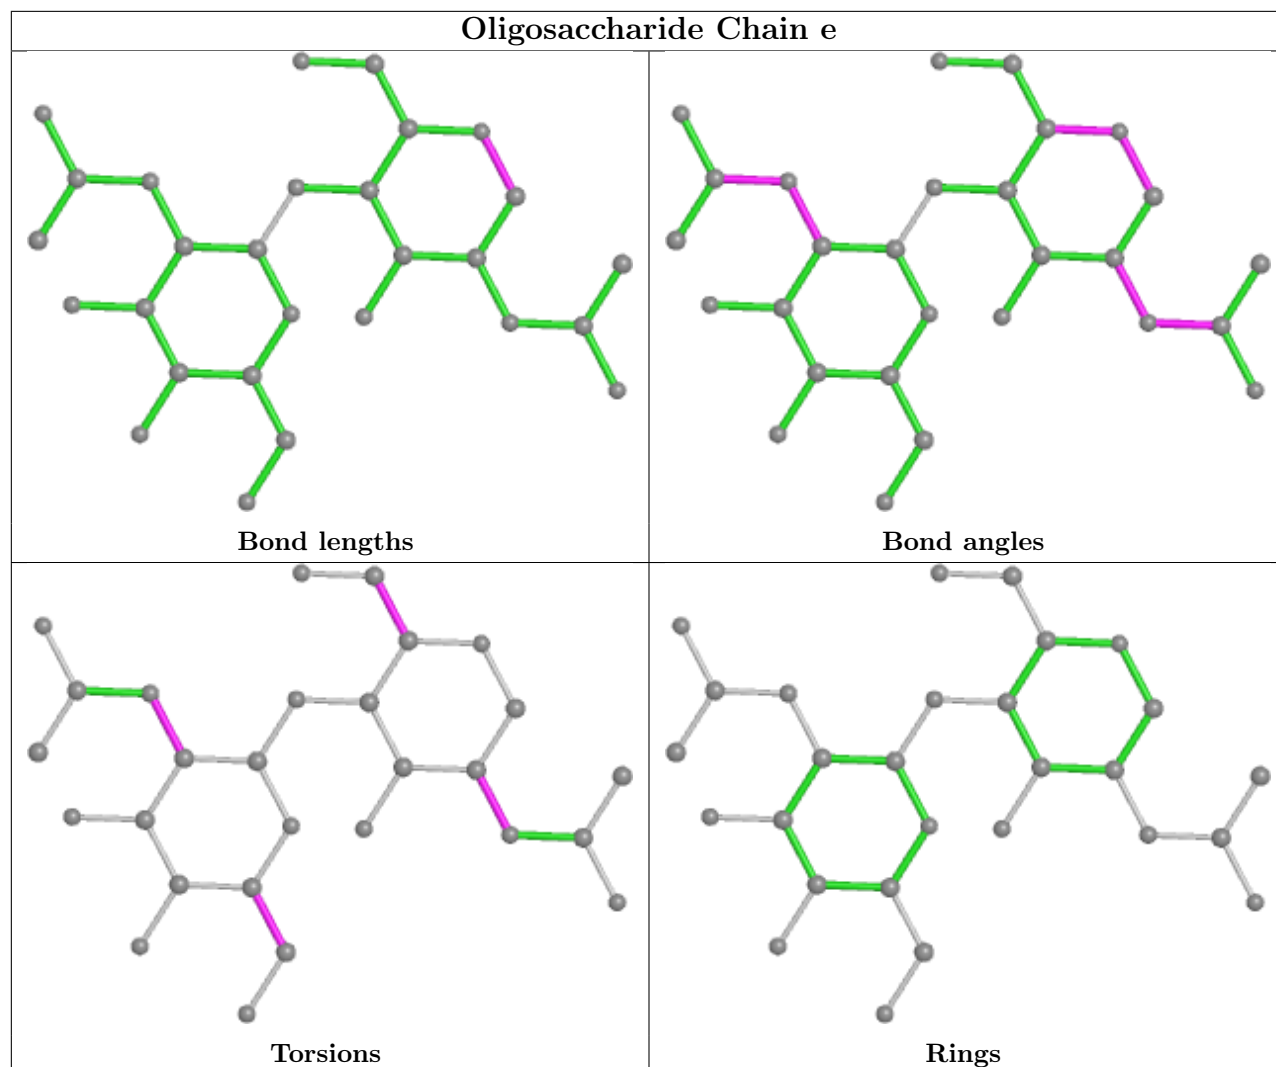 Oligosaccharide Chain e
Bond lengths
Bond angles
Torsions
Rings